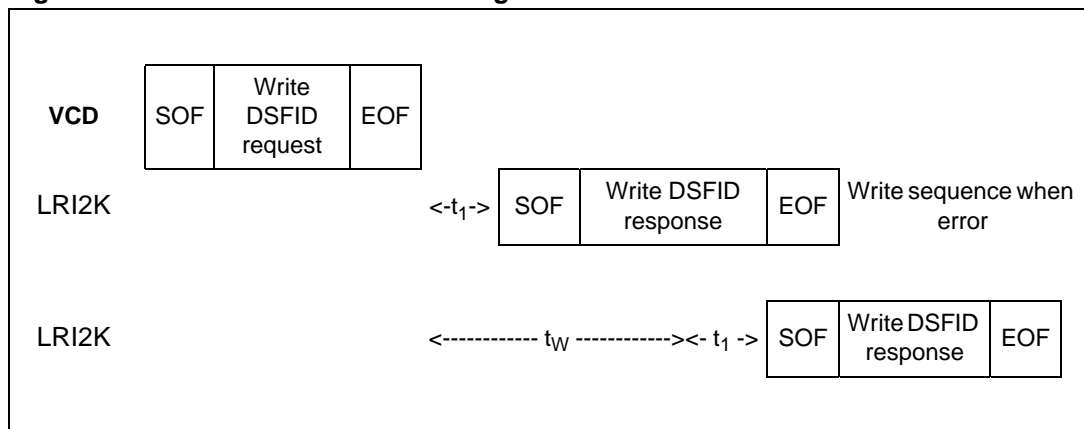 VCD SOF Write DSFID request EOF
LRI2K <-t1-> SOF Write DSFID response EOF Write sequence when error
LRI2K <------------ tW ------------><- t1 -> SOF Write DSFID response EOF